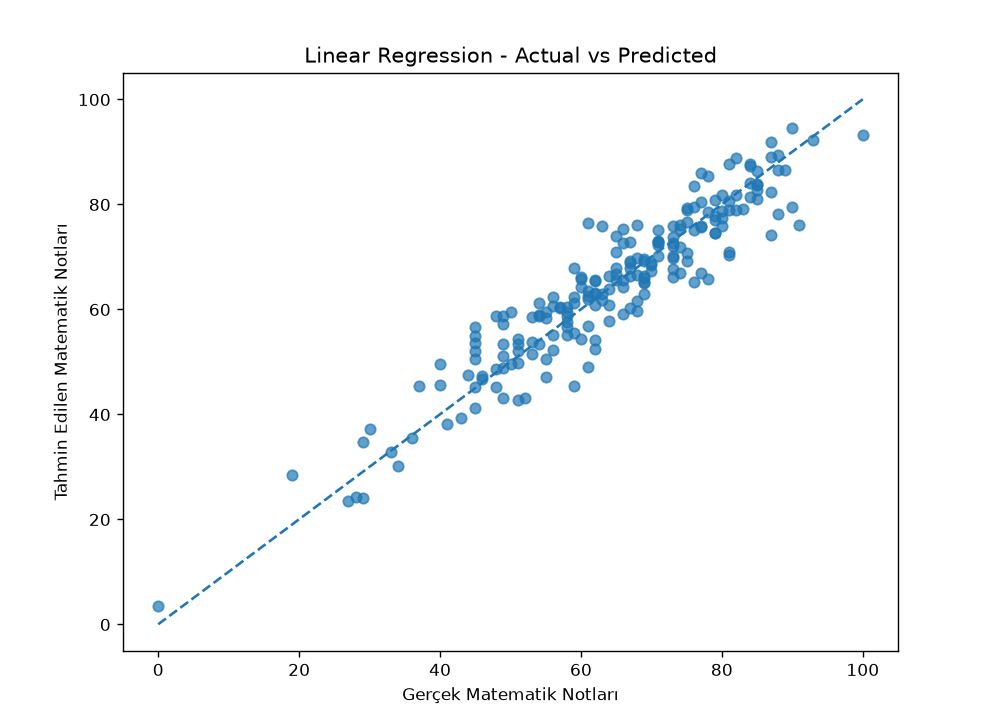 Linear Regression - Actual vs Predicted
Tahmin Edilen Matematik Notları
100
80
60
40
20
0
0 20 40 60 80 100
Gerçek Matematik Notları